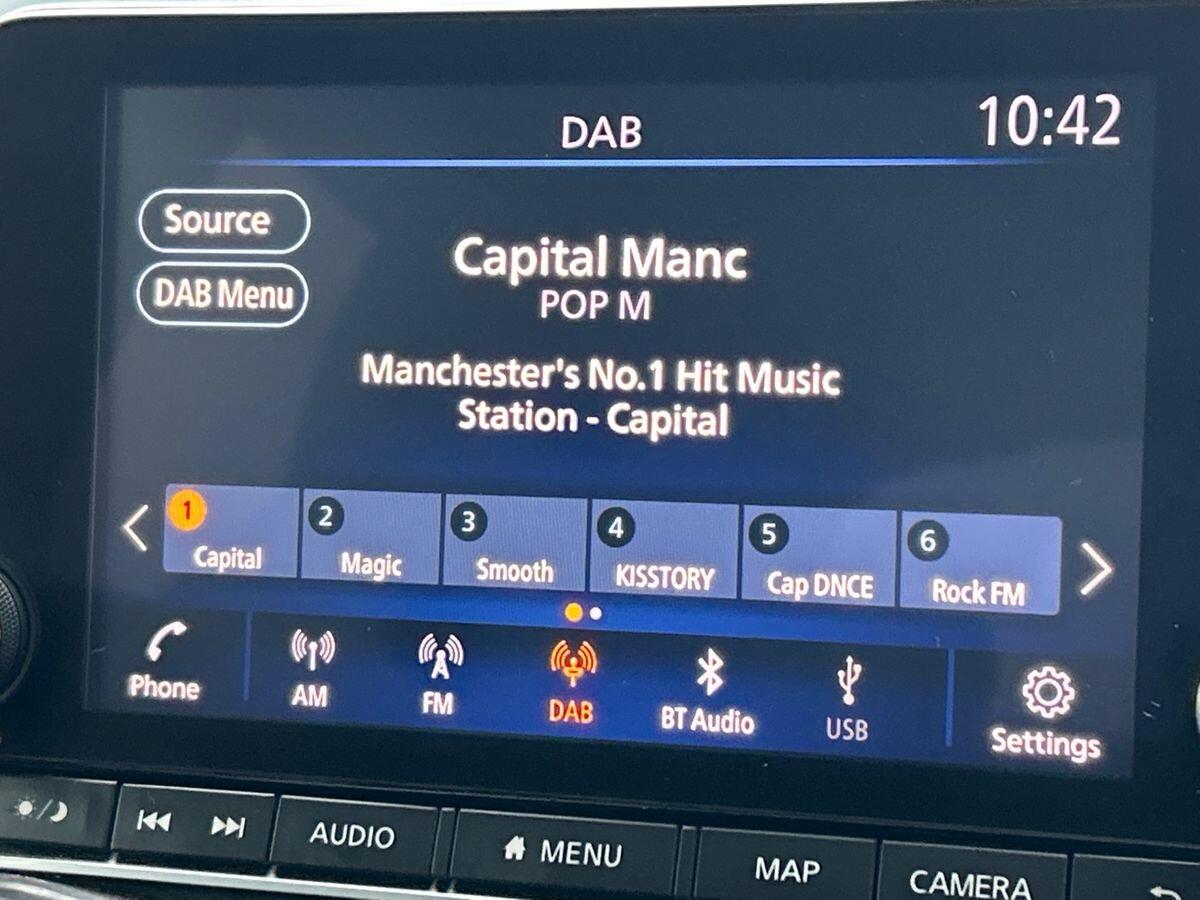 DAB
10:42
Source
DAB Menu
Capital Manc
POP M
Manchester's No.1 Hit Music
Station - Capital
1
Capital
2
Magic
3
Smooth
4
KISSTORY
5
Cap DNCE
6
Rock FM
Phone
AM
FM
DAB
BT Audio
USB
Settings
AUDIO
MENU
MAP
CAMERA